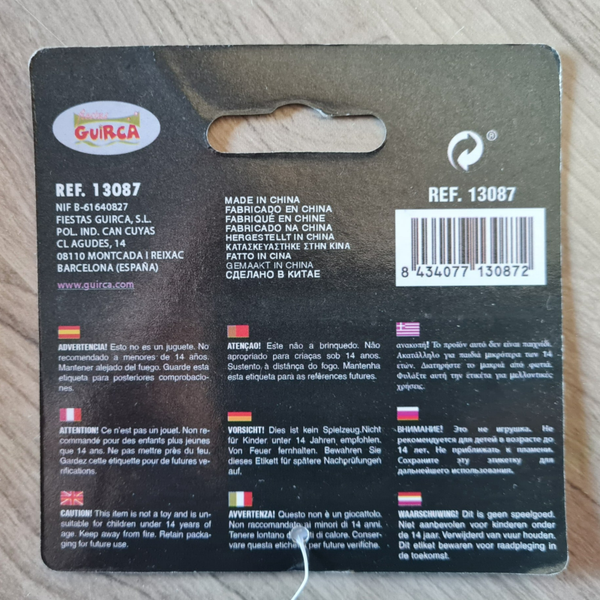 GUiRCA
REF. 13087
NIF B-61640827
FIESTAS GUIRCA, S.L.
POL. IND. CAN CUYAS
CL AGUDES, 14
08110 MONTCADA I REIXAC
BARCELONA (ESPAÑA)
www.guirca.com
MADE IN CHINA
FABRICADO EN CHINA
FABRIQUÉ EN CHINE
FABRICADO NA CHINA
HERGESTELLT IN CHINA
ΚΑΤΑΣΚΕΥΑΣΤΗΚΕ ΣΤΗΝ ΚΙΝΑ
FATTO IN CINA
GEMAAKT IN CHINA
СДЕЛАНО В КИТАЕ
®
REF. 13087
8 434077 130872
ADVERTENCIA! Esto no es un juguete. No
recomendado a menores de 14 años.
Mantener alejado del fuego. Guarde esta
etiqueta para posteriores comprobacio-
nes.
ATENÇAO! Este não a brinquedo. Não
apropriado para criaças sob 14 anos.
Sustento, à distância do fogo. Mantenha
esta etiqueta para as reférences futures.
ανακοπή! Το προϊόν αυτό δεν είναι παιχνίδι.
Ακατάλληλο για παιδιά μικρότερα των 14
ετών. Διατηρήστε το μακριά από φωτιά.
Φυλάξτε αυτή την ετικέτα για μελλοντικές
χρήσεις.
ATTENTION! Ce n'est pas un jouet. Non re-
commandé pour des enfants plus jeunes
que 14 ans. Ne pas mettre près du feu.
Gardez cette étiquette pour de futures ve-
rifications.
VORSICHT! Dies ist kein Spielzeug.Nicht
für Kinder unter 14 Jahren empfohlen.
Von Feuer fernhalten. Bewahren Sie
dieses Etikett für spätere Nachprüfungen
auf.
ВНИМАНИЕ! Это не игрушка. Не
рекомендуется для детей в возрасте до
14 лет. Не приближать к пламени.
Сохраните эту этикетку для
дальнейшего использования.
CAUTION! This item is not a toy and is un-
suitable for children under 14 years of
age. Keep away from fire. Retain packa-
ging for future use.
AVVERTENZA! Questo non è un giocattolo.
Non raccomandato ai minori di 14 anni.
Tenere lontano di calore. Conser-
vare questa etichetta per future verifiche.
WAARSCHUWING! Dit is geen speelgoed.
Niet aanbevolen voor kinderen onder
de 14 jaar. Verwijderd van vuur houden.
Dit etiket bewaren voor raadpleging in
de toekomst.